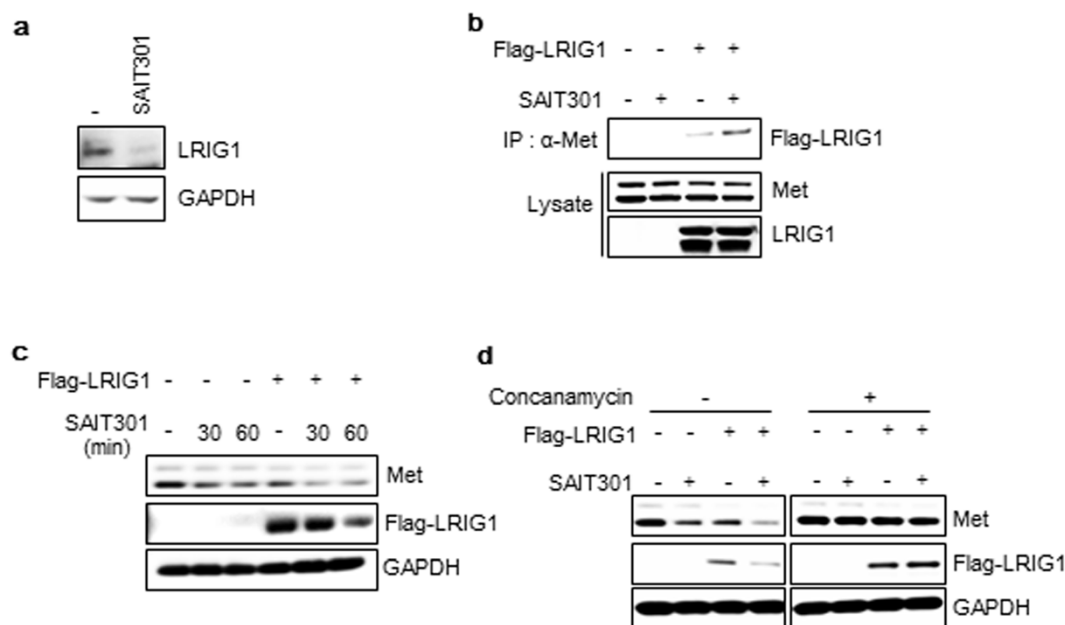 a
- SAIT301
LRIG1
GAPDH
b
Flag-LRIG1 - - + +
SAIT301 - + - +
IP : α-Met Flag-LRIG1
Lysate
Met
LRIG1
c
Flag-LRIG1 - - - + + +
SAIT301 (min) - 30 60 - 30 60
Met
Flag-LRIG1
GAPDH
d
Concanamycin - +
Flag-LRIG1 - - + + - - + +
SAIT301 - + - + - + - +
Met
Flag-LRIG1
GAPDH